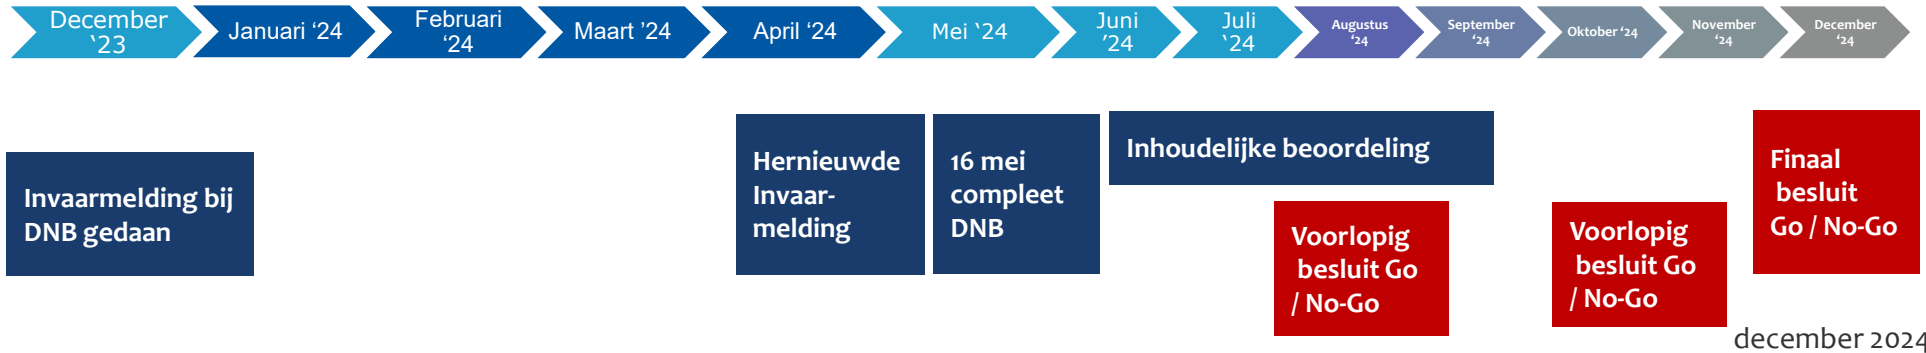 December
‘23
Januari ‘24
Februari
‘24
Maart ’24
April ‘24
Mei ‘24
Juni
’24
Juli
‘24
Augustus
‘24
September
‘24
Oktober ‘24
November
‘24
December
‘24
Invaarmelding bij
DNB gedaan
Hernieuwde
Invaar-
melding
16 mei
compleet
DNB
Inhoudelijke beoordeling
Voorlopig
besluit Go
/ No-Go
Voorlopig
besluit Go
/ No-Go
Finaal
besluit
Go / No-Go
december 2024